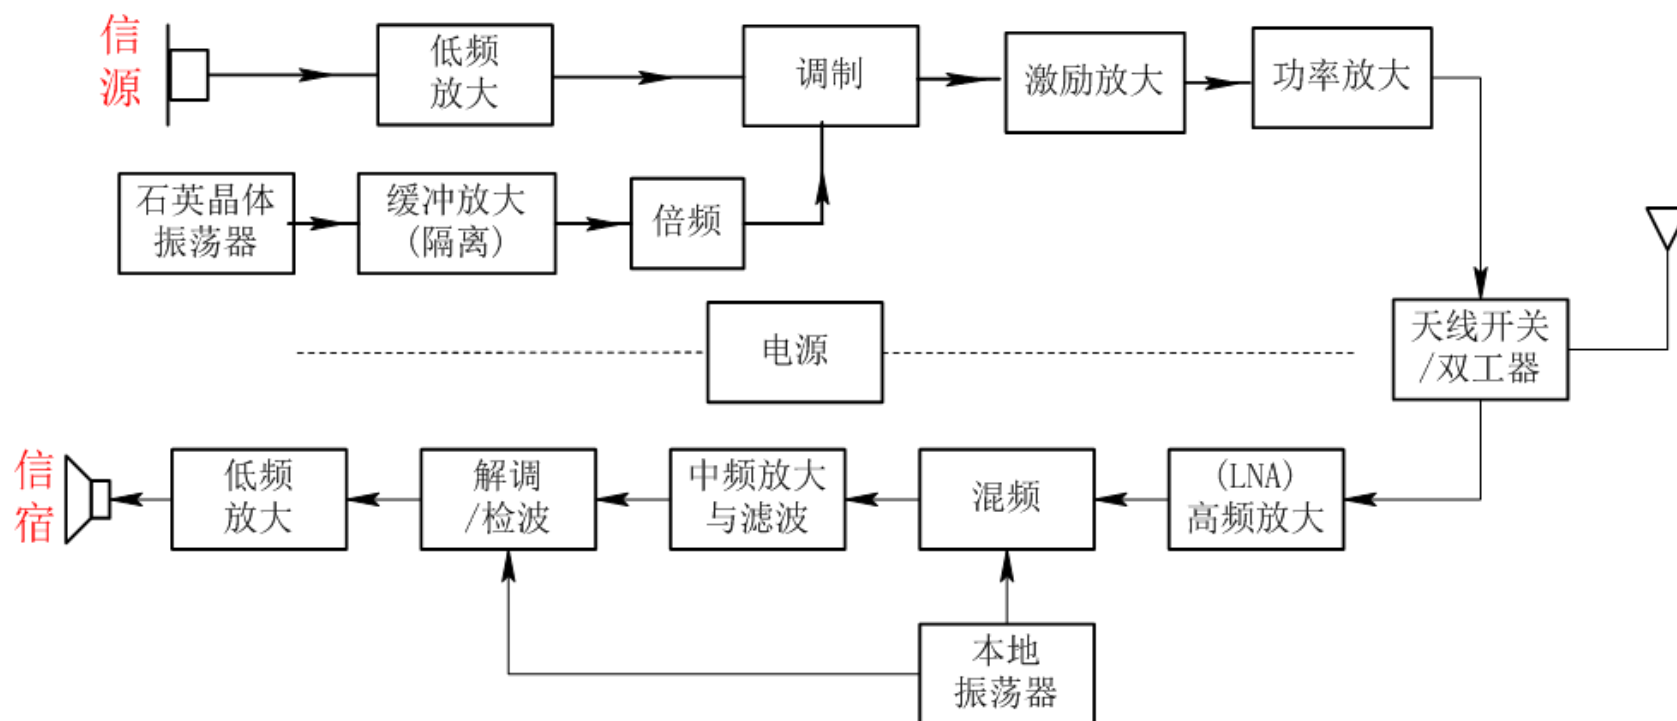 信
源
低频
放大
调制
激励放大
功率放大
石英晶体
振荡器
缓冲放大
(隔离)
倍频
电源
天线开关
/双工器
信
宿
低频
放大
解调
/检波
中频放大
与滤波
混频
(LNA)
高频放大
本地
振荡器